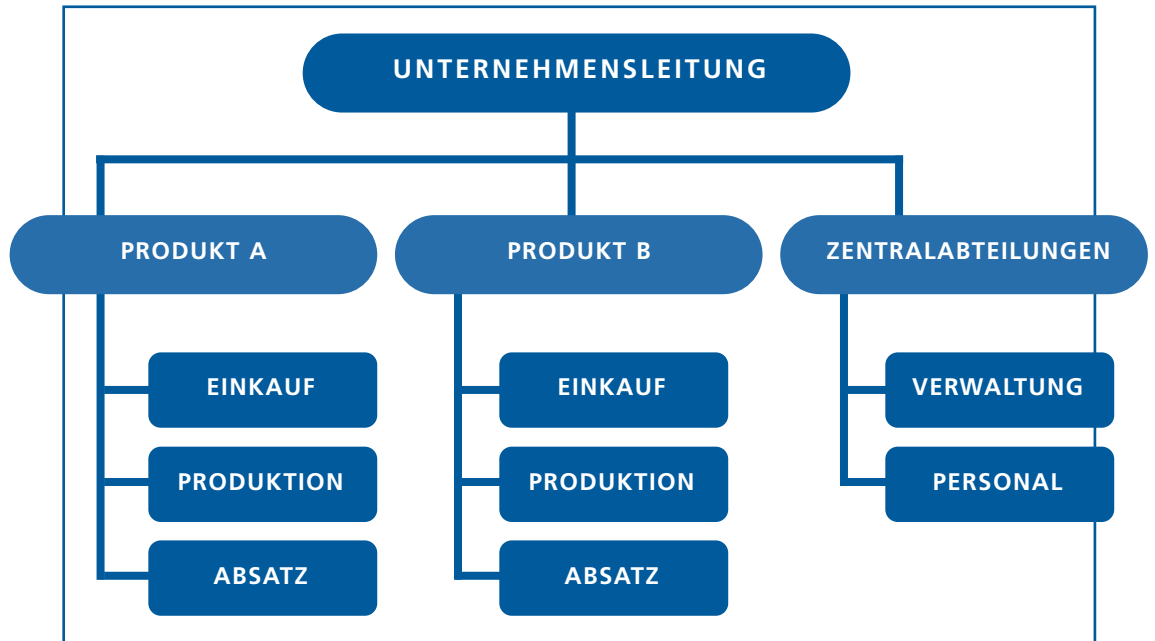 UNTERNEHMENSLEITUNG
PRODUKT A
PRODUKT B
ZENTRALABTEILUNGEN
EINKAUF
EINKAUF
VERWALTUNG
PRODUKTION
PRODUKTION
PERSONAL
ABSATZ
ABSATZ